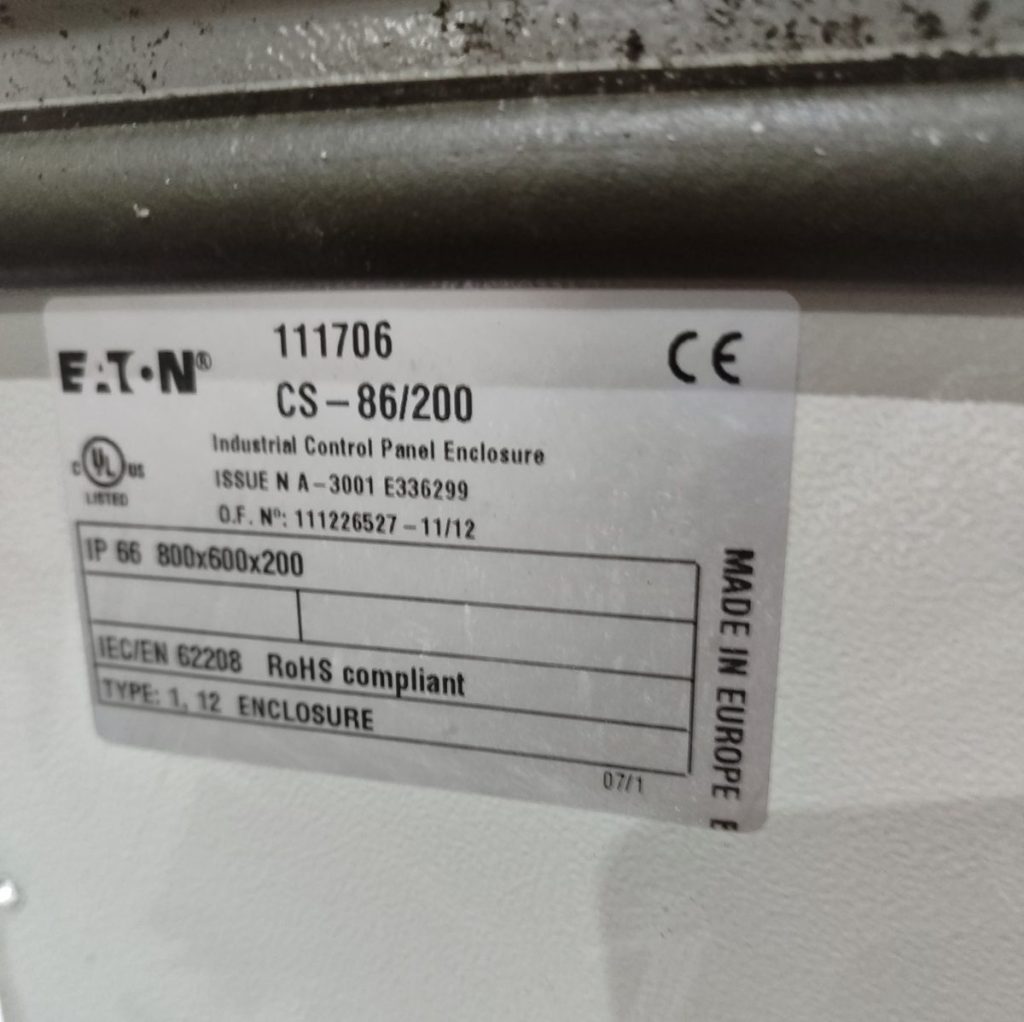 EATON®
111706
CS-86/200
CE
c UL us
LISTED
Industrial Control Panel Enclosure
ISSUE N A-3001 E336299
O.F. Nº: 111226527-11/12
IP 66 800x600x200
IEC/EN 62208 RoHS compliant
TYPE: 1, 12 ENCLOSURE
07/1
MADE IN EUROPE E